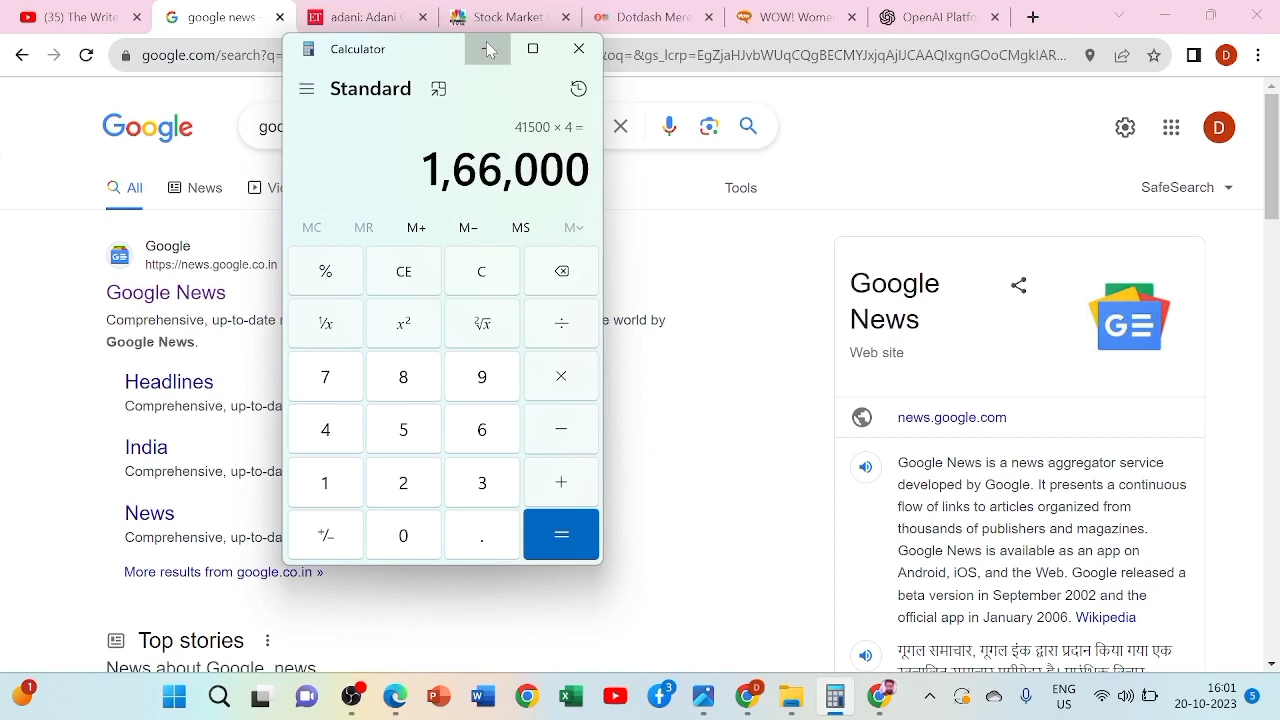 (35) The Write
google news -
adani: Adani G
Stock Market
Dotdash Mere
WOW! Wome
OpenAI Platfo
google.com/search?q=
oq=&gs_lcrp=EgZjaHJvbWUqCQgBECMYJxjqAjIJCAAQIxgnGOoCMgkIAR...
D
Calculator
Standard
41500 × 4 =
1,66,000
MC MR M+ M− MS M
% CE C
¹/x x² ²√x ÷
7 8 9 ×
4 5 6 −
1 2 3 +
+/− 0 . =
Google
goo
D
All
News
Vi
Tools
SafeSearch
Google
https://news.google.co.in
Google News
Comprehensive, up-to-date
e world by
Google News.
Headlines
Comprehensive, up-to-da
India
Comprehensive, up-to-da
News
Comprehensive, up-to-da
More results from google.co.in »
Top stories
News about Google, news
Google
News
Web site
GE
news.google.com
Google News is a news aggregator service
developed by Google. It presents a continuous
flow of links to articles organized from
thousands of publishers and magazines.
Google News is available as an app on
Android, iOS, and the Web. Google released a
beta version in September 2002 and the
official app in January 2006. Wikipedia
गूगल समाचार, गूगल इंक द्वारा प्रदान किया गया एक
1
3
D
ENG
US
16:01
20-10-2023
5